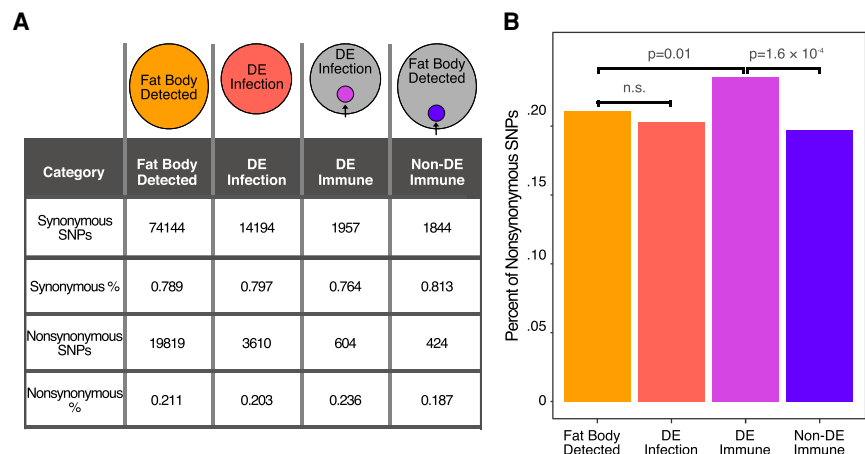 A
Fat Body
Detected
DE
Infection
DE
Infection
Fat Body
Detected
Category
Fat Body
Detected
DE
Infection
DE
Immune
Non-DE
Immune
Synonymous
SNPs
74144
14194
1957
1844
Synonymous %
0.789
0.797
0.764
0.813
Nonsynonymous
SNPs
19819
3610
604
424
Nonsynonymous
%
0.211
0.203
0.236
0.187
B
Percent of Nonsynonymous SNPs
.20
.15
.10
.05
0
p=0.01
p=1.6 × 10-4
n.s.
Fat Body
Detected
DE
Infection
DE
Immune
Non-DE
Immune